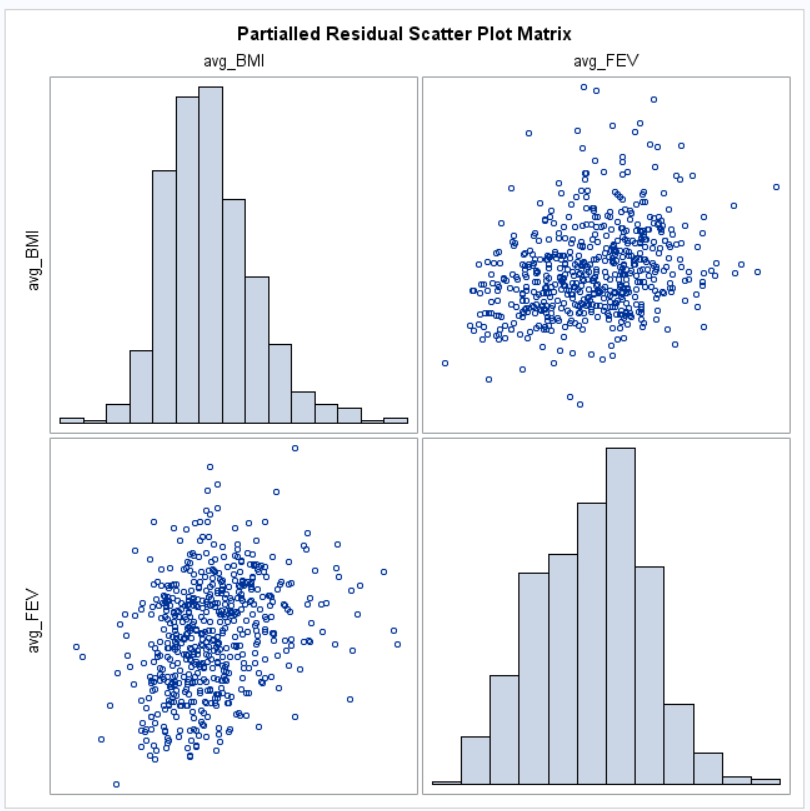 Partialled Residual Scatter Plot Matrix
avg_BMI
avg_FEV
avg_BMI
avg_FEV